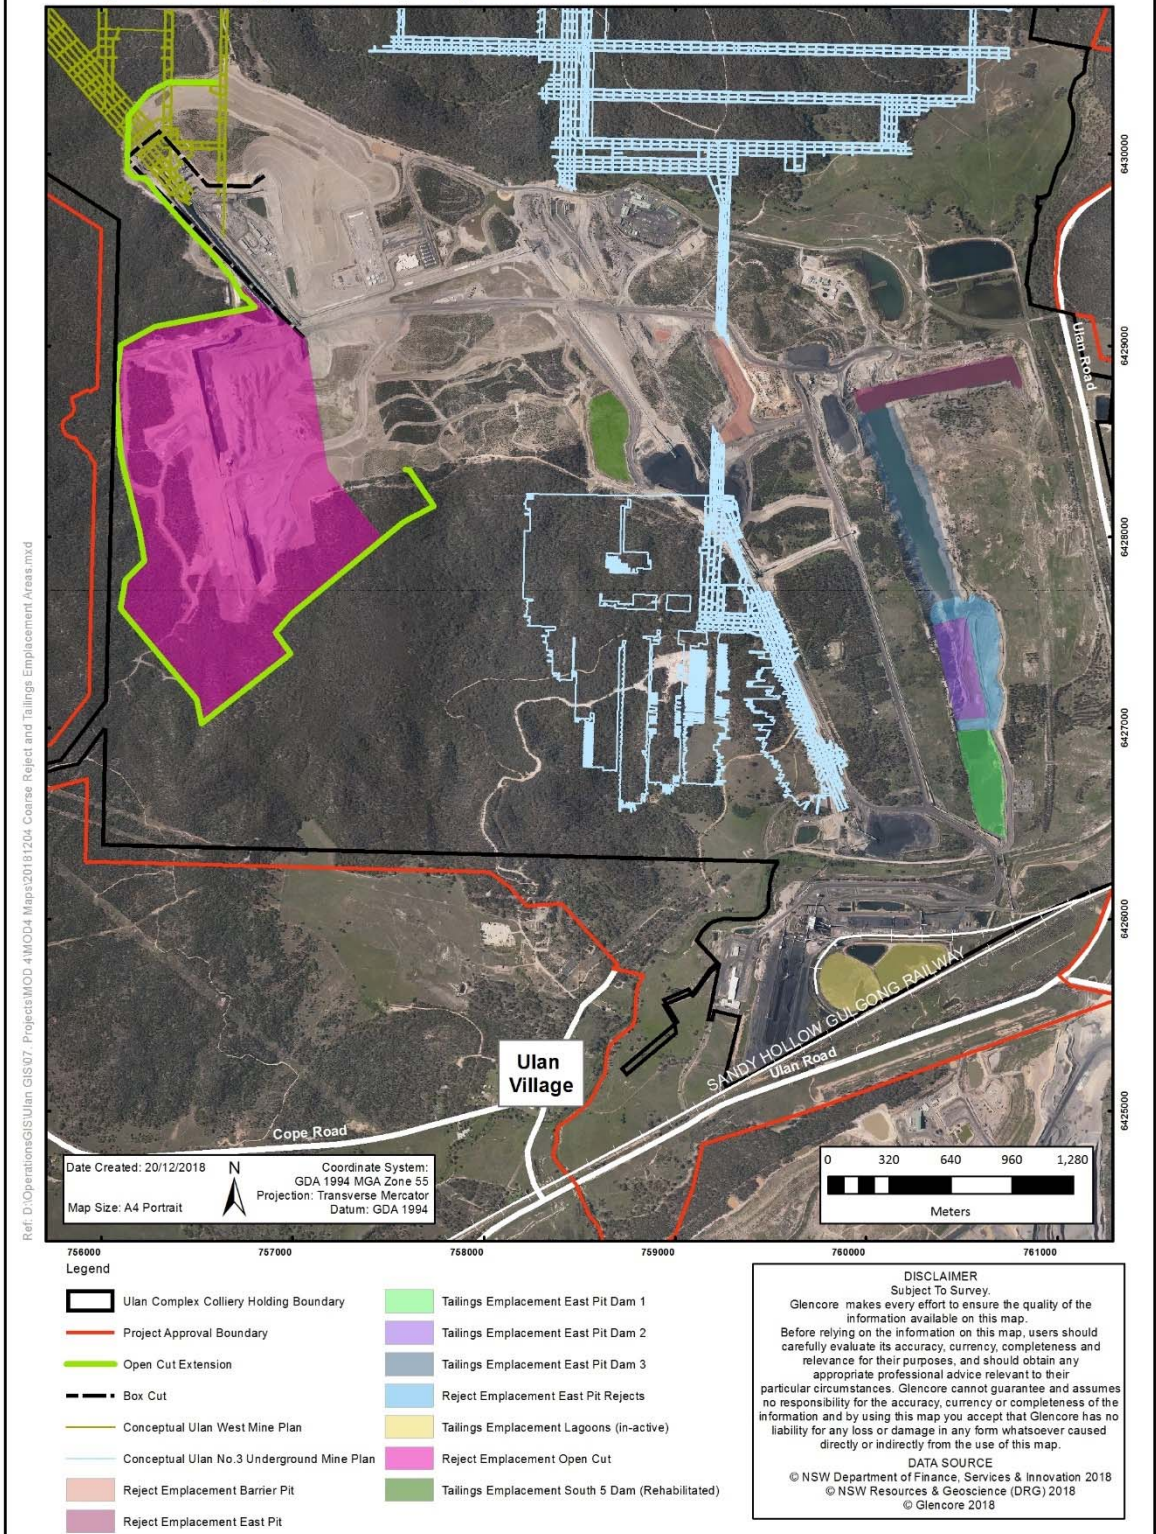 Ref: D:\OperationsGIS\Ulan GIS\07. Projects\MOD 4\MOD4 Maps\20181204 Coarse Reject and Tailings Emplacement Areas.mxd
6430000
6429000
Ulan Road
6428000
6427000
6426000
SANDY HOLLOW GULGONG RAILWAY
Ulan Road
Ulan
Village
6425000
Cope Road
Date Created: 20/12/2018
Map Size: A4 Portrait
N
Coordinate System:
GDA 1994 MGA Zone 55
Projection: Transverse Mercator
Datum: GDA 1994
0 320 640 960 1,280
Meters
756000 757000 758000 759000 760000 761000
Legend
Ulan Complex Colliery Holding Boundary
Project Approval Boundary
Open Cut Extension
Box Cut
Conceptual Ulan West Mine Plan
Conceptual Ulan No.3 Underground Mine Plan
Reject Emplacement Barrier Pit
Reject Emplacement East Pit
Tailings Emplacement East Pit Dam 1
Tailings Emplacement East Pit Dam 2
Tailings Emplacement East Pit Dam 3
Reject Emplacement East Pit Rejects
Tailings Emplacement Lagoons (in-active)
Reject Emplacement Open Cut
Tailings Emplacement South 5 Dam (Rehabilitated)
DISCLAIMER
Subject To Survey.
Glencore makes every effort to ensure the quality of the
information available on this map.
Before relying on the information on this map, users should
carefully evaluate its accuracy, currency, completeness and
relevance for their purposes, and should obtain any
appropriate professional advice relevant to their
particular circumstances. Glencore cannot guarantee and assumes
no responsibility for the accuracy, currency or completeness of the
information and by using this map you accept that Glencore has no
liability for any loss or damage in any form whatsoever caused
directly or indirectly from the use of this map.
DATA SOURCE
© NSW Department of Finance, Services & Innovation 2018
© NSW Resources & Geoscience (DRG) 2018
© Glencore 2018